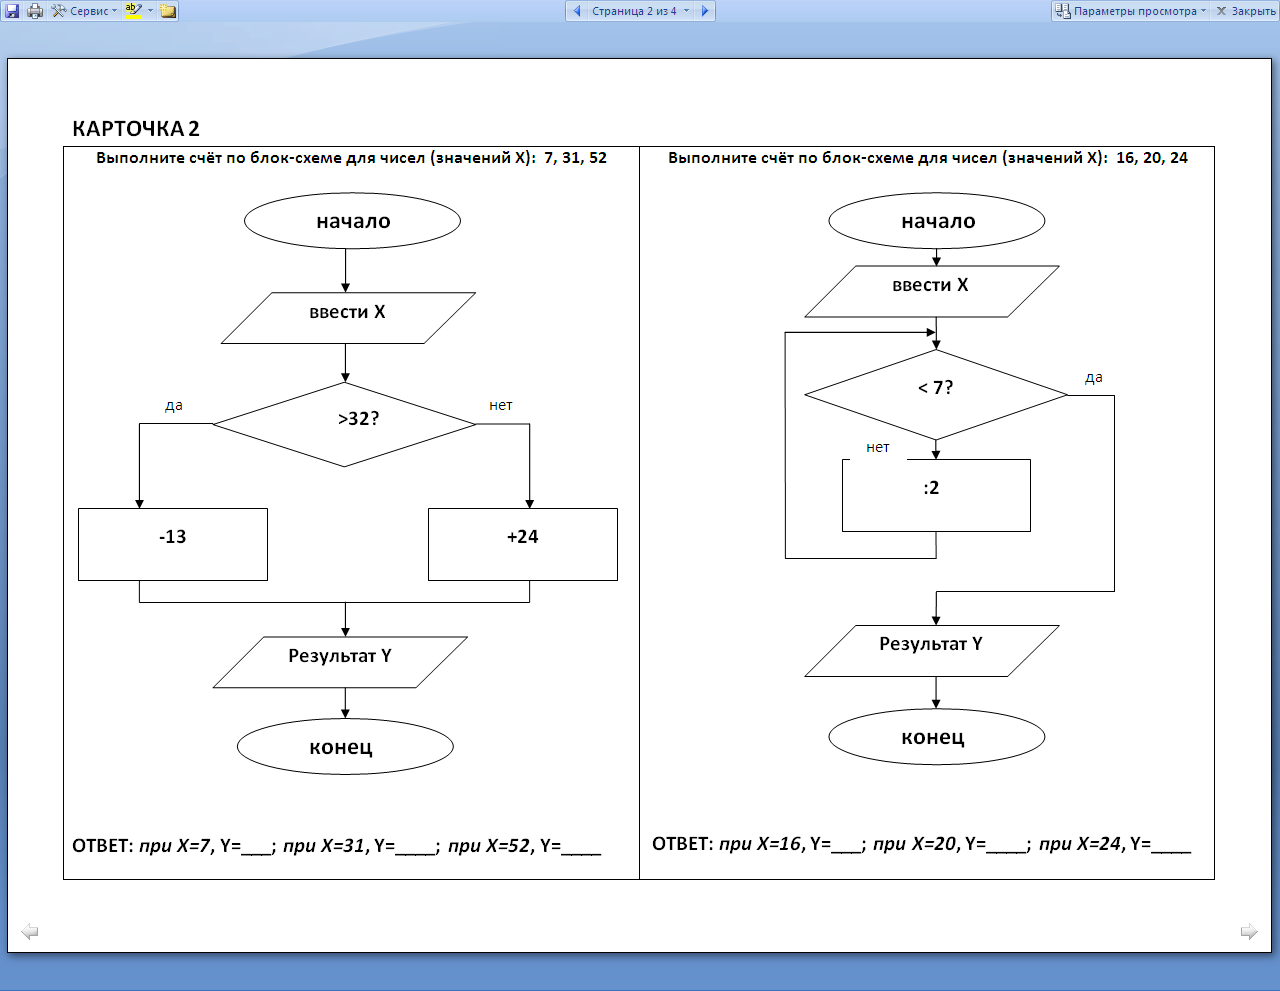 Сервис
Страница 2 из 4
Параметры просмотра
Закрыть
КАРТОЧКА 2
Выполните счёт по блок-схеме для чисел (значений X): 7, 31, 52
начало
ввести X
>32?
да
нет
-13
+24
Результат Y
конец
ОТВЕТ: при X=7, Y=___; при X=31, Y=____; при X=52, Y=____
Выполните счёт по блок-схеме для чисел (значений X): 16, 20, 24
начало
ввести X
< 7?
да
нет
:2
Результат Y
конец
ОТВЕТ: при X=16, Y=___; при X=20, Y=____; при X=24, Y=____